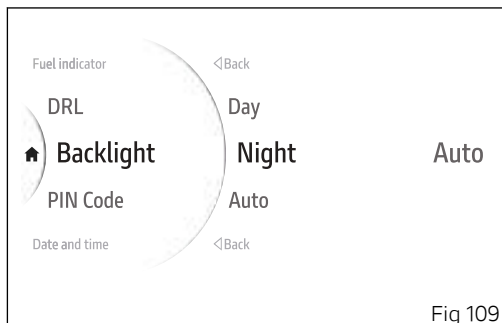 Fuel indicator ◁Back
DRL Day
Backlight Night Auto
PIN Code Auto
Date and time ◁Back
Fig 109